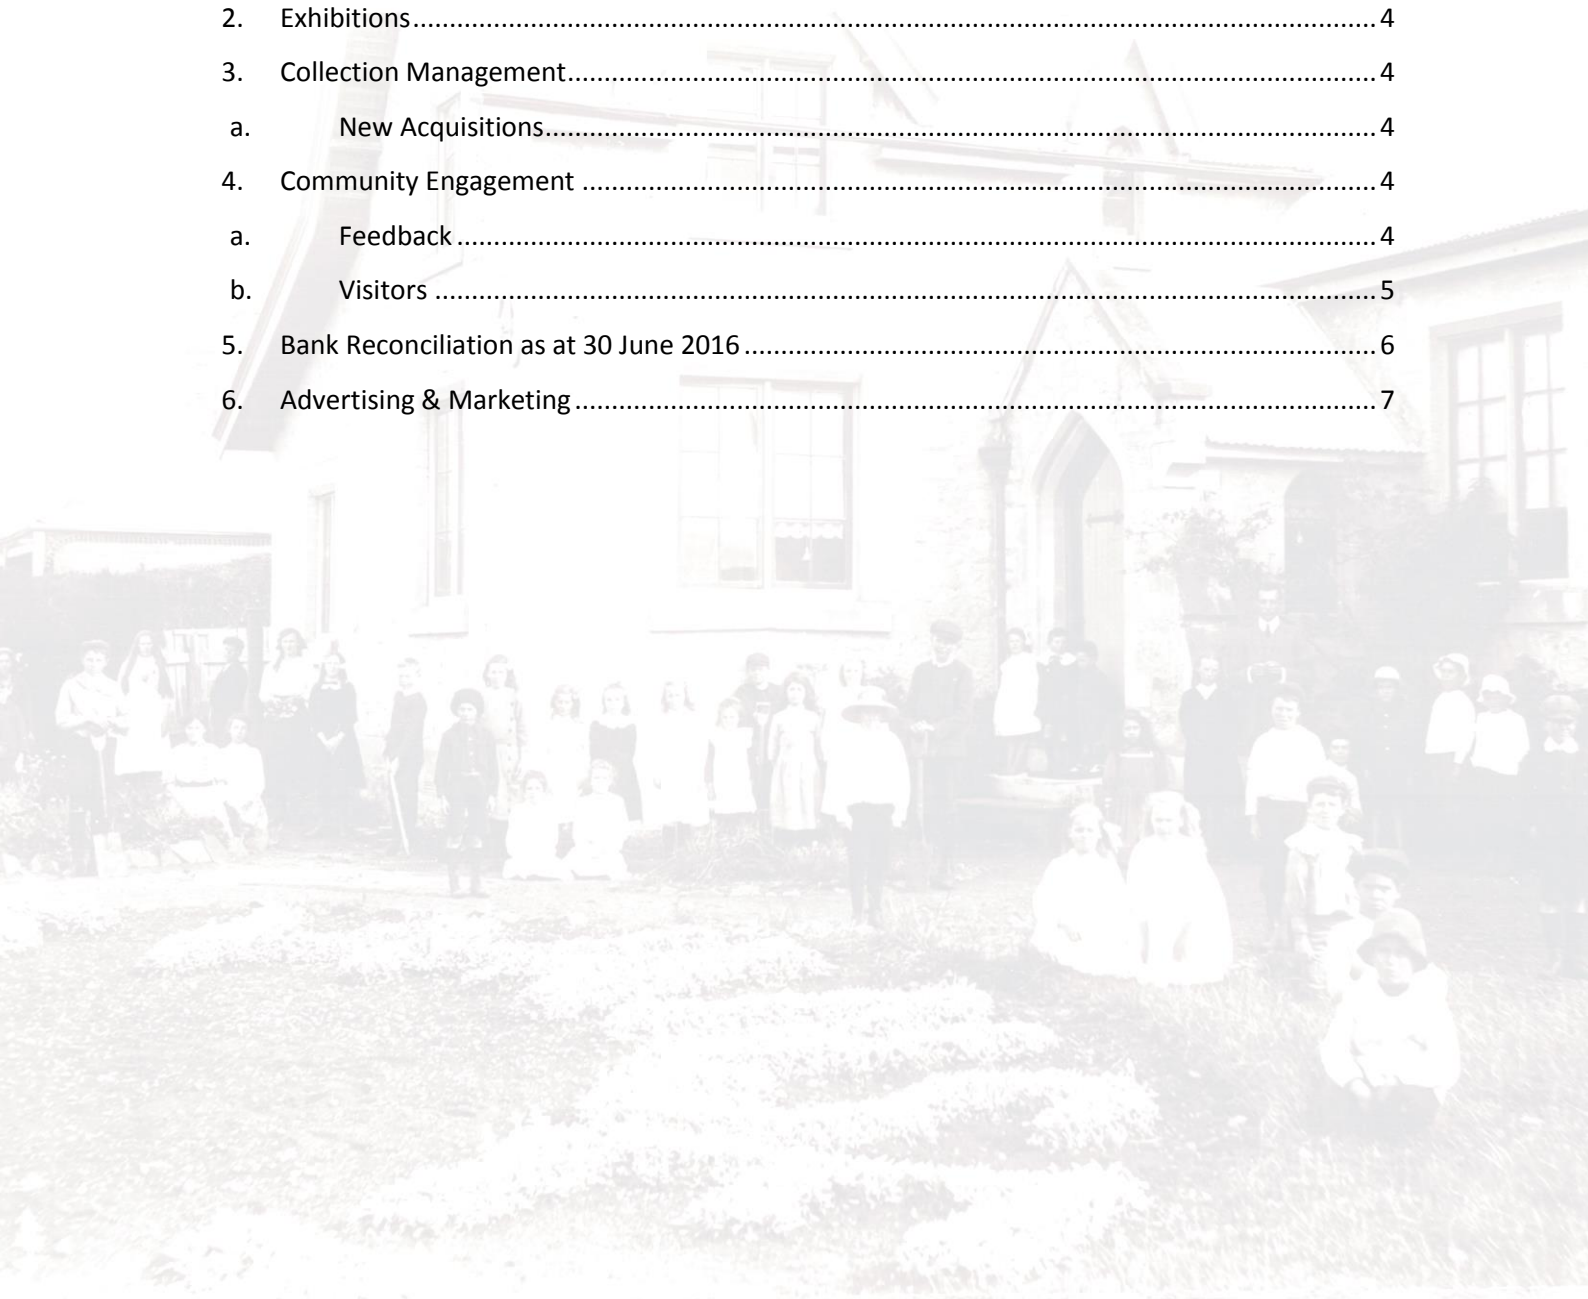 2. Exhibitions 4
3. Collection Management 4
a. New Acquisitions 4
4. Community Engagement 4
a. Feedback 4
b. Visitors 5
5. Bank Reconciliation as at 30 June 2016 6
6. Advertising & Marketing 7